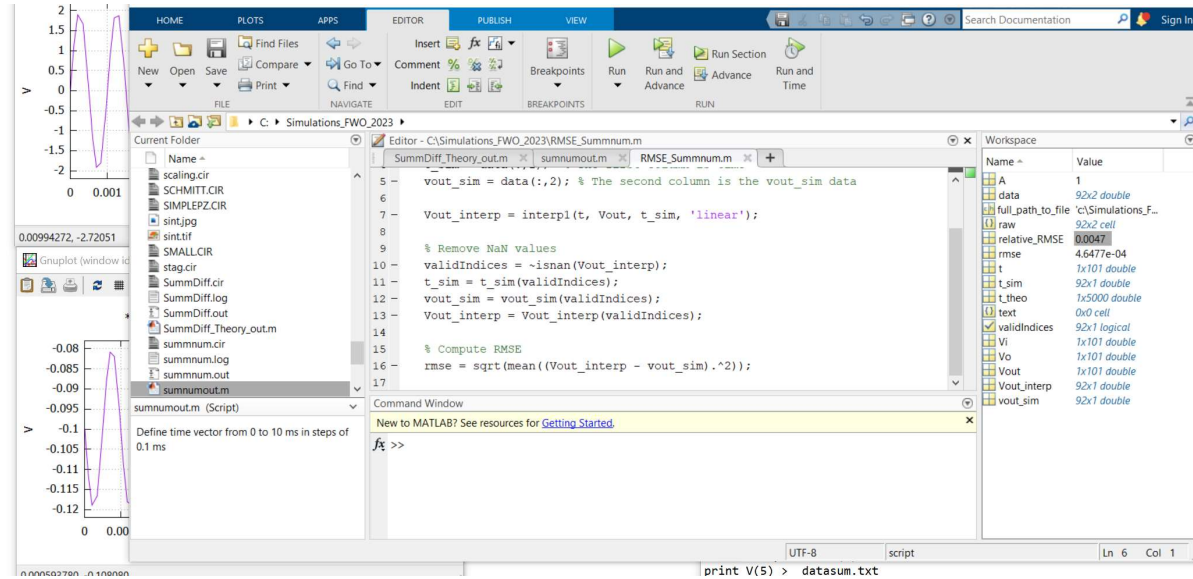 HOME PLOTS APPS EDITOR PUBLISH VIEW Search Documentation Sign In
Find Files Insert fx
New Open Save Compare Go To Comment % Breakpoints Run Run and Advance Run Section Advance Run and Time
Print Find Indent
FILE NAVIGATE EDIT BREAKPOINTS RUN
C: Simulations_FWO_2023
Current Folder
Name
scaling.cir
SCHMITT.CIR
SIMPLEPZ.CIR
sint.jpg
sint.tif
SMALL.CIR
stag.cir
SummDiff.cir
SummDiff.log
SummDiff.out
SummDiff_Theory_out.m
summnum.cir
summnum.log
summnum.out
sumnumout.m
sumnumout.m (Script)
Define time vector from 0 to 10 ms in steps of
0.1 ms
Editor - C:\Simulations_FWO_2023\RMSE_Summnum.m
SummDiff_Theory_out.m sumnumout.m RMSE_Summnum.m +
5 – vout_sim = data(:,2); % The second column is the vout_sim data
6
7 – Vout_interp = interp1(t, Vout, t_sim, 'linear');
8
9 % Remove NaN values
10 – validIndices = ~isnan(Vout_interp);
11 – t_sim = t_sim(validIndices);
12 – vout_sim = vout_sim(validIndices);
13 – Vout_interp = Vout_interp(validIndices);
14
15 % Compute RMSE
16 – rmse = sqrt(mean((Vout_interp - vout_sim).^2));
17
Command Window
New to MATLAB? See resources for Getting Started.
fx >>
Workspace
Name Value
A 1
data 92x2 double
full_path_to_file 'c:\Simulations_F...
raw 92x2 cell
relative_RMSE 0.0047
rmse 4.6477e-04
t 1x101 double
t_sim 92x1 double
t_theo 1x5000 double
text 0x0 cell
validIndices 92x1 logical
Vi 1x101 double
Vo 1x101 double
Vout 1x101 double
Vout_interp 92x1 double
vout_sim 92x1 double
UTF-8 script Ln 6 Col 1
2
1.5
1
0.5
0
-0.5
-1
-1.5
-2
V
0 0.001
0.00994272, -2.72051
Gnuplot (window id
-0.08
-0.085
-0.09
-0.095
-0.1
-0.105
-0.11
-0.115
-0.12
V
0 0.00
0.000593780, -0.108080
print V(5) > datasum.txt